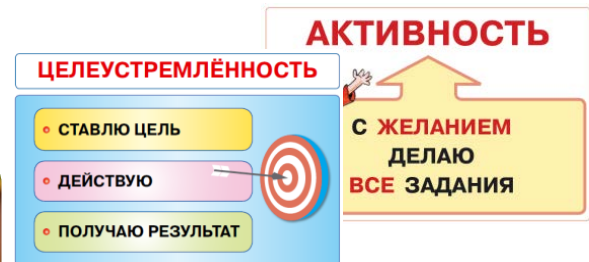 АКТИВНОСТЬ
С ЖЕЛАНИЕМ
ДЕЛАЮ
ВСЕ ЗАДАНИЯ
ЦЕЛЕУСТРЕМЛЁННОСТЬ
• СТАВЛЮ ЦЕЛЬ
• ДЕЙСТВУЮ
• ПОЛУЧАЮ РЕЗУЛЬТАТ